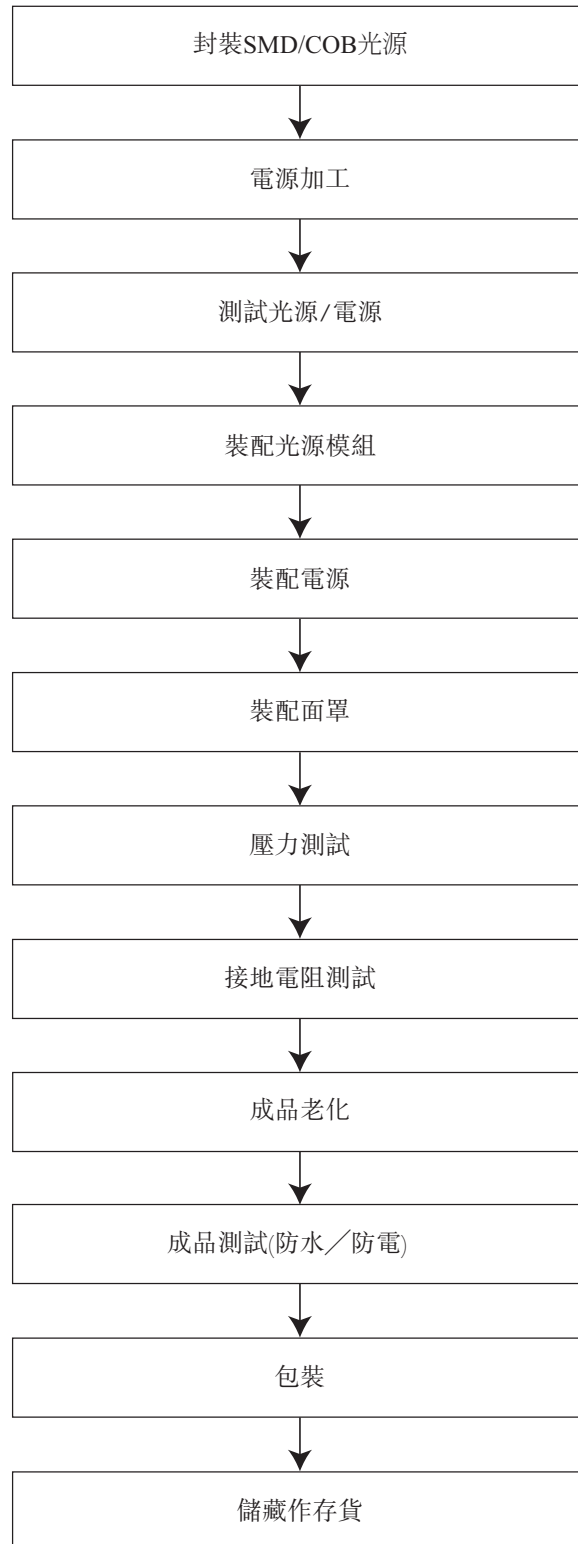 封裝SMD/COB光源
電源加工
測試光源/電源
裝配光源模組
裝配電源
裝配面罩
壓力測試
接地電阻測試
成品老化
成品測試(防水／防電)
包裝
儲藏作存貨